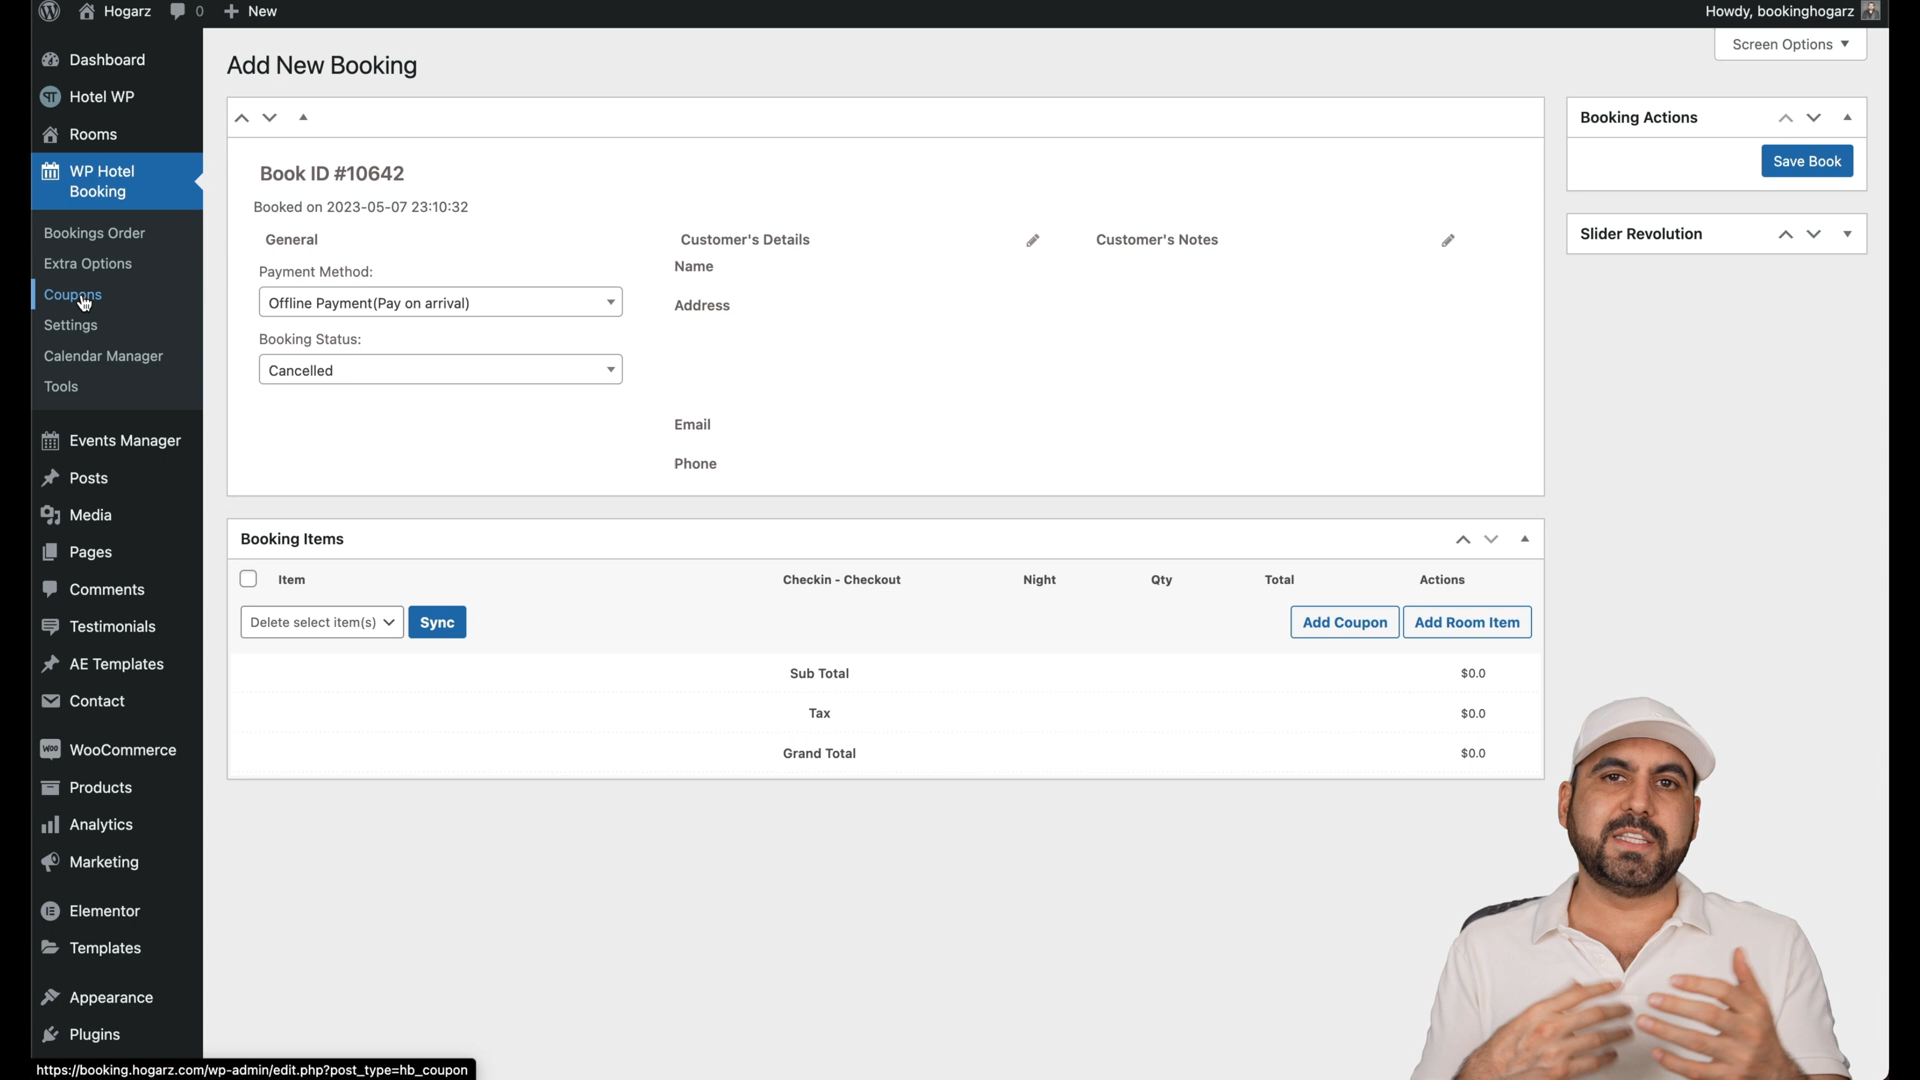 Hogarz 0 New
Howdy, bookinghogarz
Screen Options
Dashboard
Hotel WP
Rooms
WP Hotel
Booking
Bookings Order
Extra Options
Coupons
Settings
Calendar Manager
Tools
Events Manager
Posts
Media
Pages
Comments
Testimonials
AE Templates
Contact
WooCommerce
Products
Analytics
Marketing
Elementor
Templates
Appearance
Plugins
Add New Booking
Book ID #10642
Booked on 2023-05-07 23:10:32
General
Payment Method:
Offline Payment(Pay on arrival)
Booking Status:
Cancelled
Customer's Details
Name
Address
Email
Phone
Customer's Notes
Booking Items
Item Checkin - Checkout Night Qty Total Actions
Delete select item(s) Sync Add Coupon Add Room Item
Sub Total $0.0
Tax $0.0
Grand Total $0.0
Booking Actions
Save Book
Slider Revolution
https://booking.hogarz.com/wp-admin/edit.php?post_type=hb_coupon